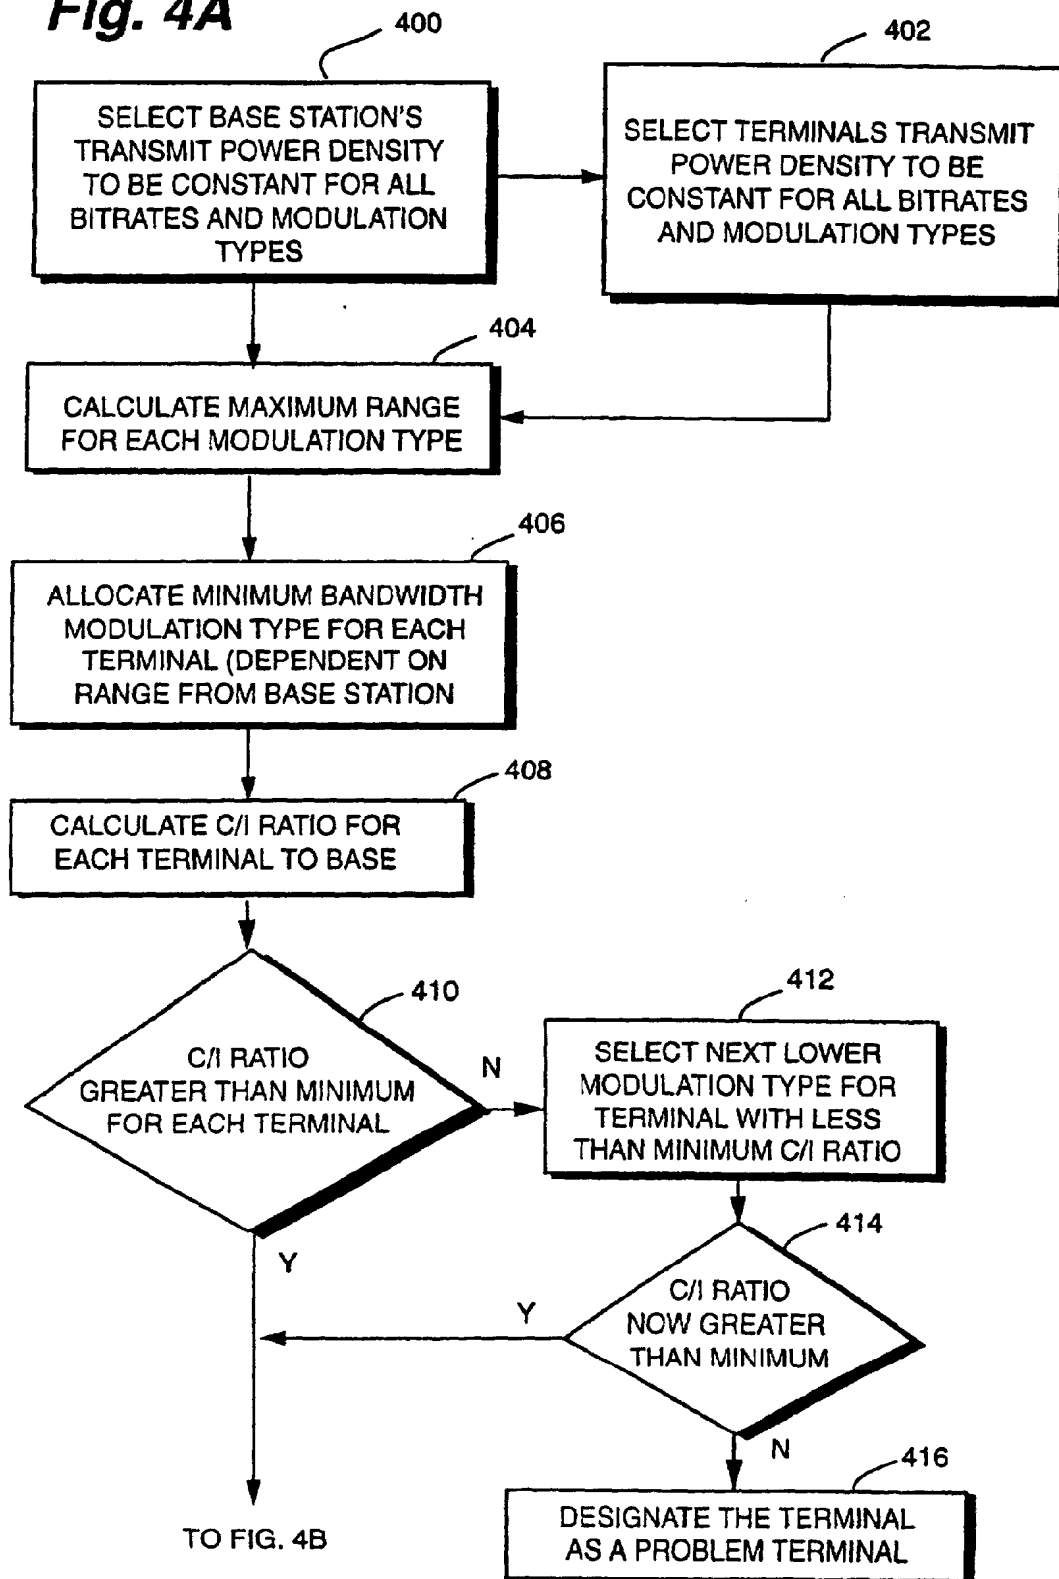 Fig. 4A
400
402
SELECT BASE STATION'S
TRANSMIT POWER DENSITY
TO BE CONSTANT FOR ALL
BITRATES AND MODULATION
TYPES
SELECT TERMINALS TRANSMIT
POWER DENSITY TO BE
CONSTANT FOR ALL BITRATES
AND MODULATION TYPES
404
CALCULATE MAXIMUM RANGE
FOR EACH MODULATION TYPE
406
ALLOCATE MINIMUM BANDWIDTH
MODULATION TYPE FOR EACH
TERMINAL (DEPENDENT ON
RANGE FROM BASE STATION
408
CALCULATE C/I RATIO FOR
EACH TERMINAL TO BASE
410
C/I RATIO
GREATER THAN MINIMUM
FOR EACH TERMINAL
N
Y
412
SELECT NEXT LOWER
MODULATION TYPE FOR
TERMINAL WITH LESS
THAN MINIMUM C/I RATIO
414
C/I RATIO
NOW GREATER
THAN MINIMUM
Y
N
416
DESIGNATE THE TERMINAL
AS A PROBLEM TERMINAL
TO FIG. 4B